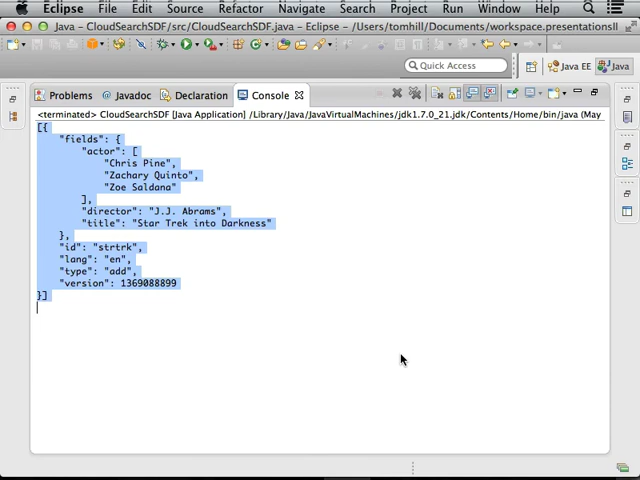 Eclipse File Edit Source Refactor Navigate Search Project Run Window Help
Java – CloudSearchSDF/src/CloudSearchSDF.java – Eclipse – /Users/tomhill/Documents/workspace.presentationsII
Quick Access
Java EE
Java
Problems
Javadoc
Declaration
Console
<terminated> CloudSearchSDF [Java Application] /Library/Java/JavaVirtualMachines/jdk1.7.0_21.jdk/Contents/Home/bin/java (May
[{
"fields": {
"actor": [
"Chris Pine",
"Zachary Quinto",
"Zoe Saldana"
],
"director": "J.J. Abrams",
"title": "Star Trek into Darkness"
},
"id": "strtrk",
"lang": "en",
"type": "add",
"version": 1369088899
}]